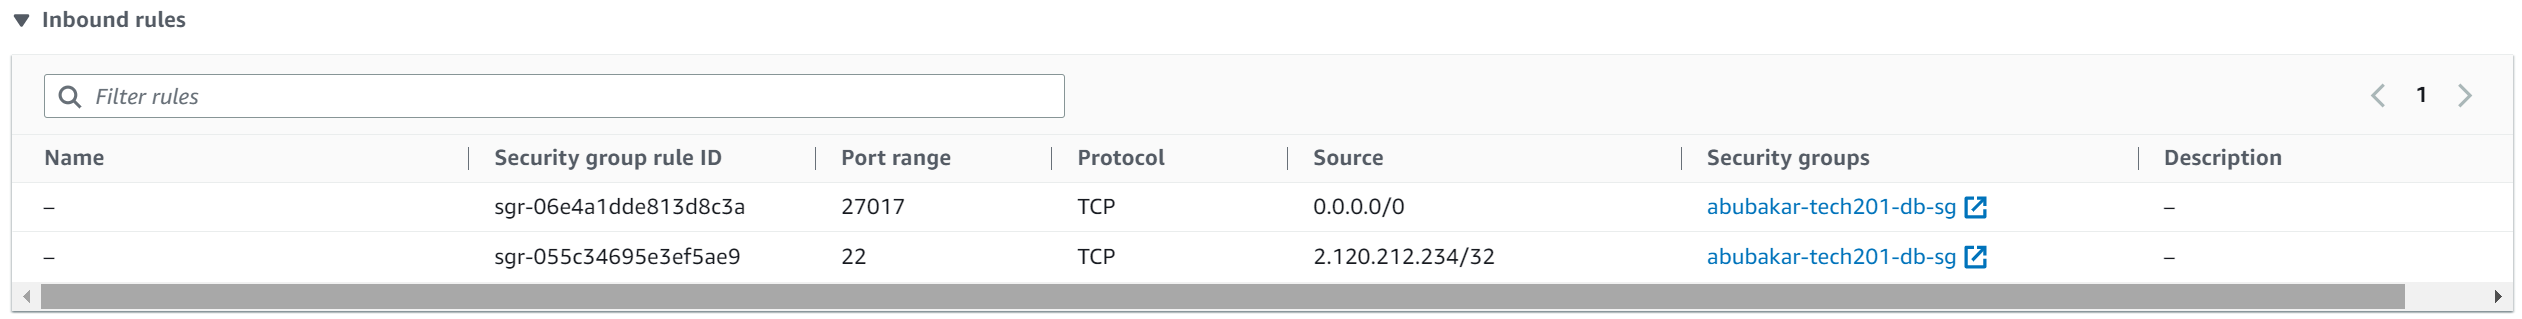 Inbound rules
Filter rules
1
Name Security group rule ID Port range Protocol Source Security groups Description
– sgr-06e4a1dde813d8c3a 27017 TCP 0.0.0.0/0 abubakar-tech201-db-sg –
– sgr-055c34695e3ef5ae9 22 TCP 2.120.212.234/32 abubakar-tech201-db-sg –